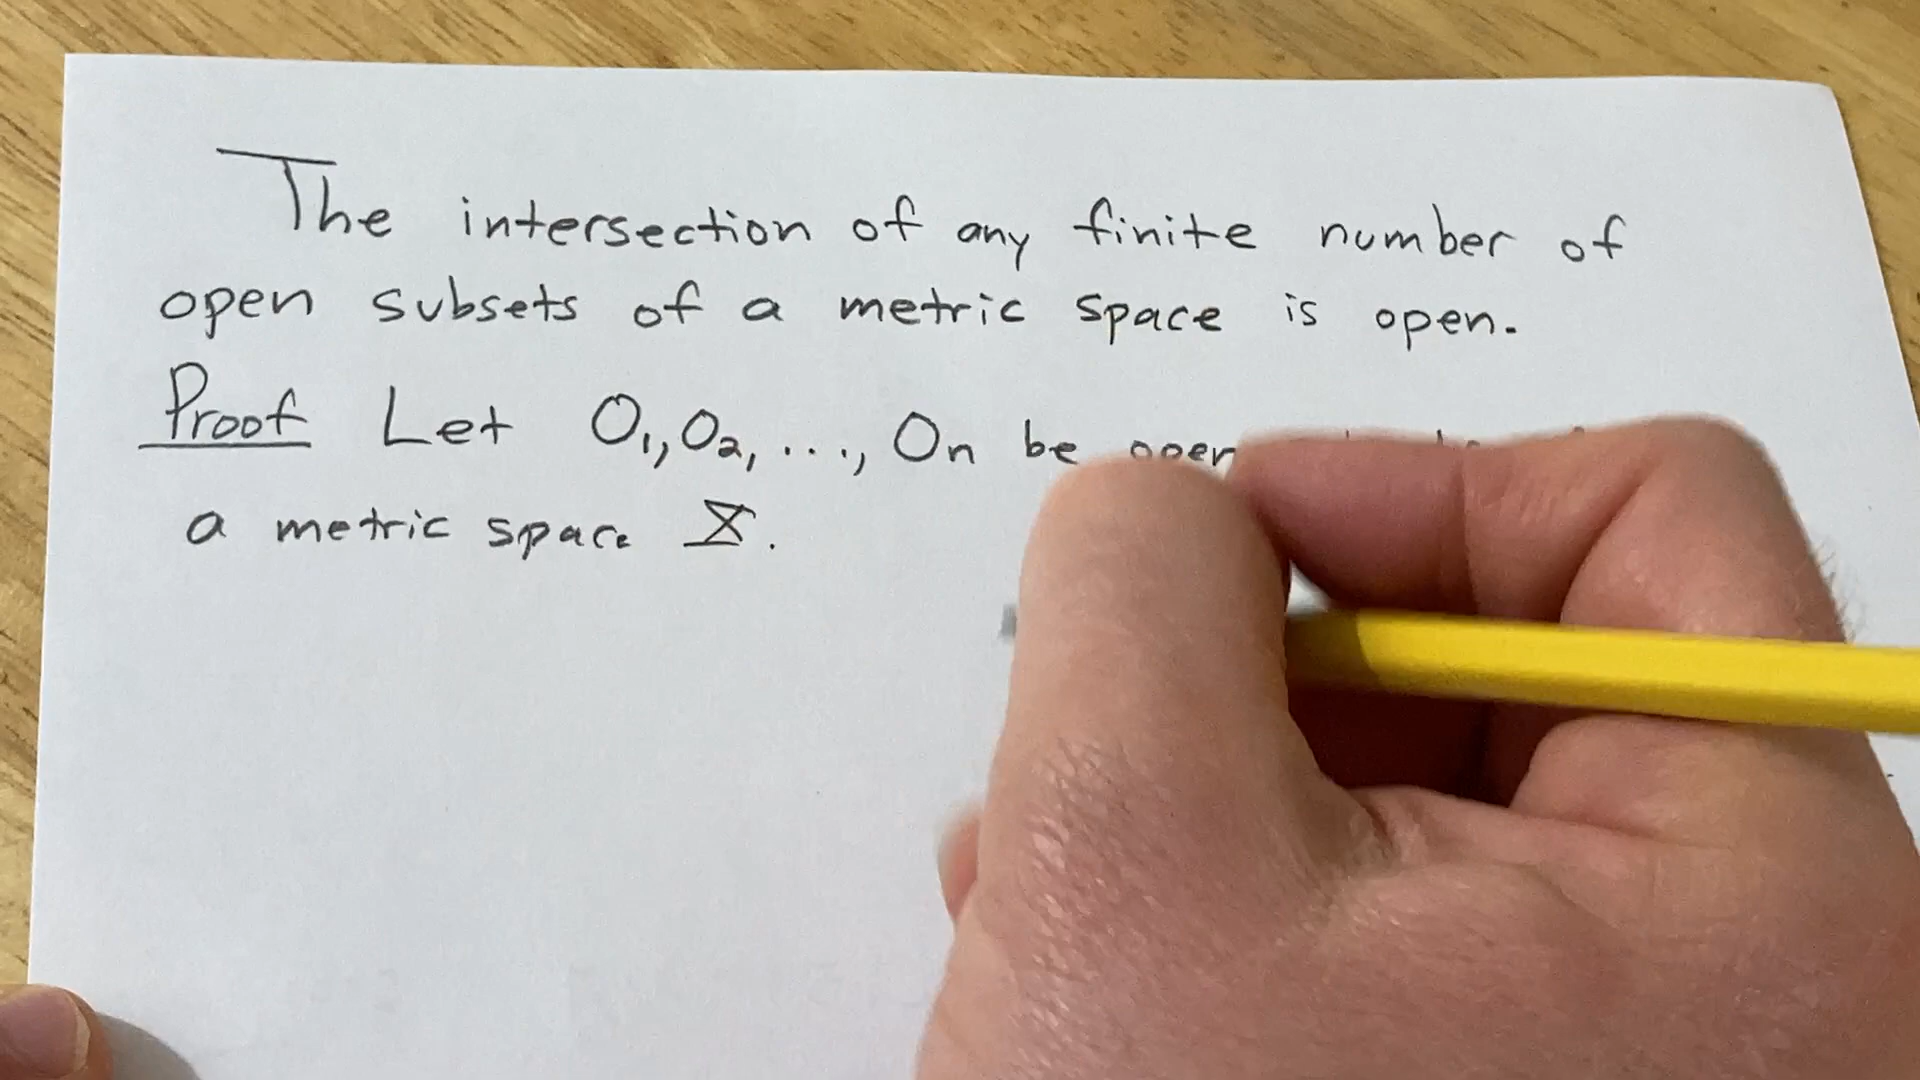 The intersection of any finite number of
open subsets of a metric space is open.
Proof Let O₁, O₂, ..., On be open
a metric space X.